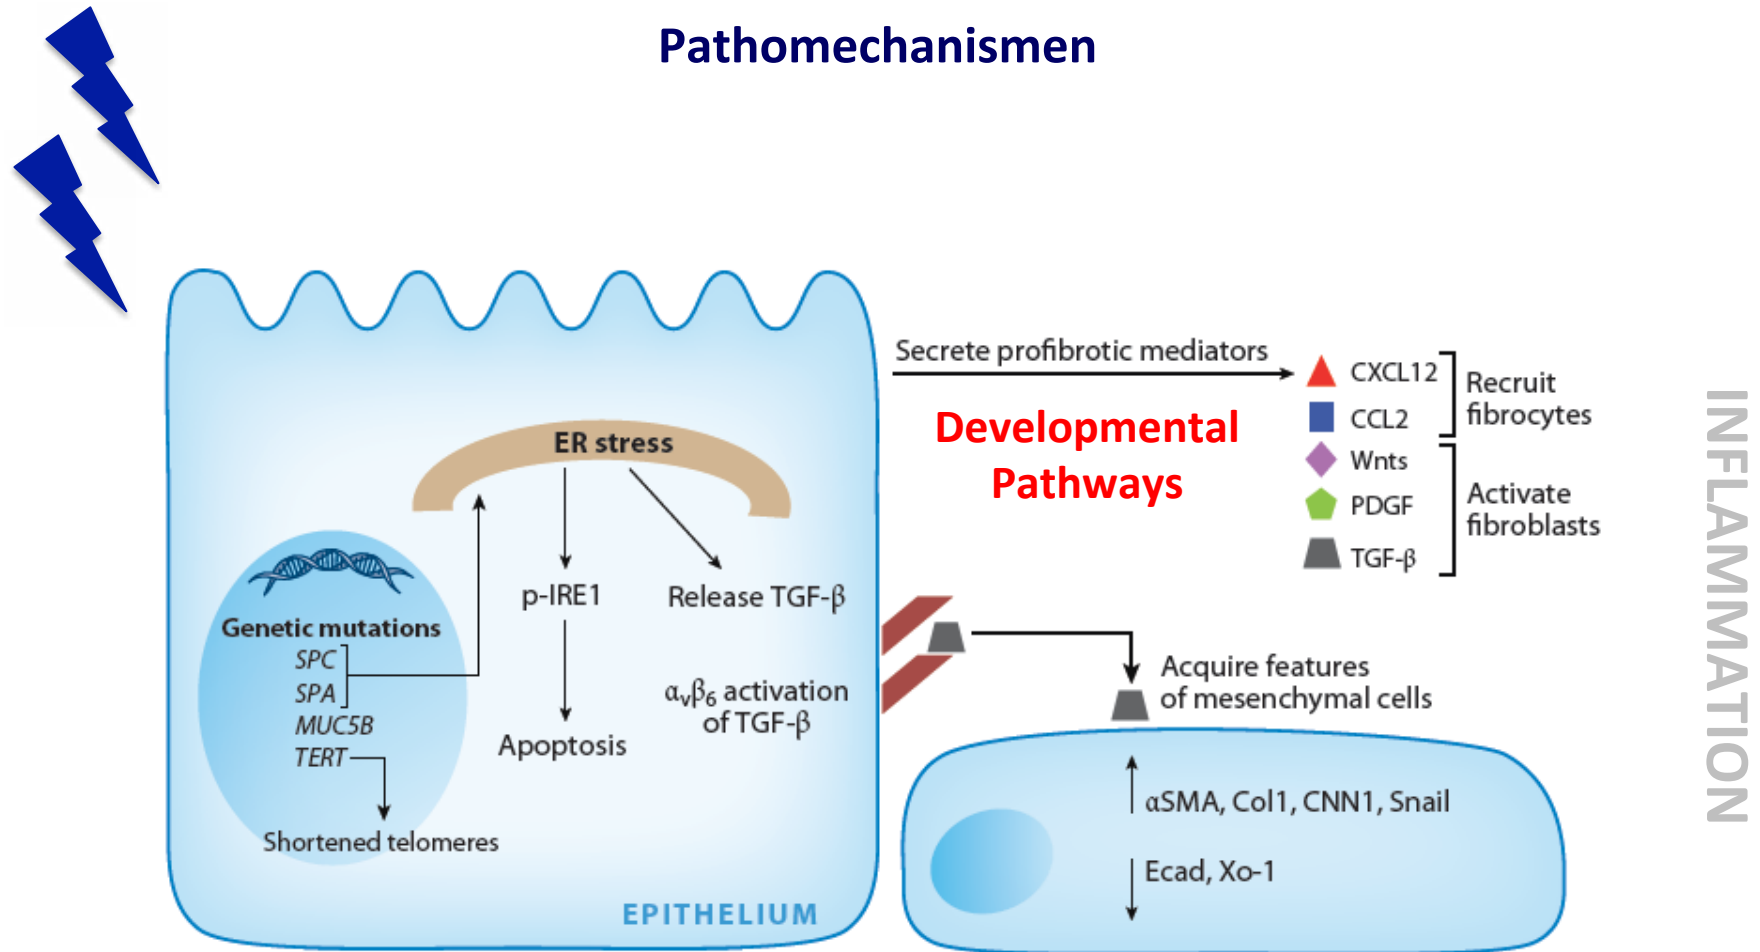 Pathomechanismen
Secrete profibrotic mediators
CXCL12
CCL2
Recruit
fibrocytes
Developmental
Pathways
Wnts
PDGF
TGF-β
Activate
fibroblasts
INFLAMMATION
ER stress
p-IRE1
Release TGF-β
Genetic mutations
SPC
SPA
MUC5B
TERT
αvβ6 activation
of TGF-β
Apoptosis
Shortened telomeres
EPITHELIUM
Acquire features
of mesenchymal cells
αSMA, Col1, CNN1, Snail
Ecad, Xo-1